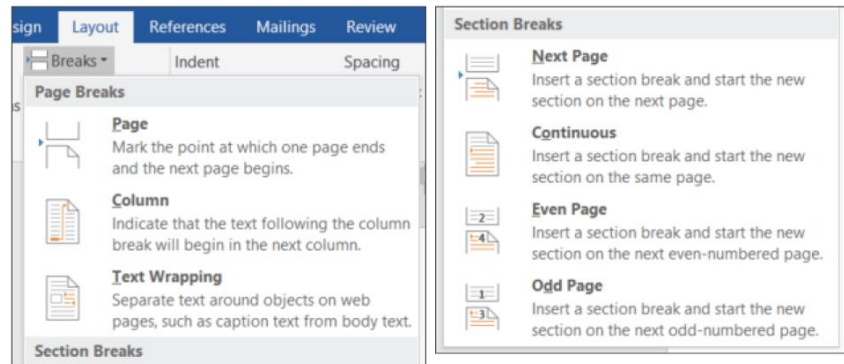 sign Layout References Mailings Review
Breaks Indent Spacing
Page Breaks
Page
Mark the point at which one page ends
and the next page begins.
Column
Indicate that the text following the column
break will begin in the next column.
Text Wrapping
Separate text around objects on web
pages, such as caption text from body text.
Section Breaks
Section Breaks
Next Page
Insert a section break and start the new
section on the next page.
Continuous
Insert a section break and start the new
section on the same page.
Even Page
2
4
Insert a section break and start the new
section on the next even-numbered page.
Odd Page
1
3
Insert a section break and start the new
section on the next odd-numbered page.